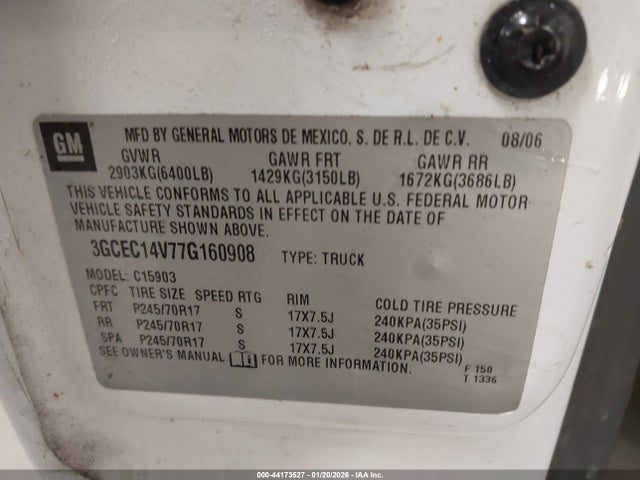 GM
MFD BY GENERAL MOTORS DE MEXICO, S. DE R.L. DE C.V. 08/06
GVWR GAWR FRT GAWR RR
2903KG(6400LB) 1429KG(3150LB) 1672KG(3686LB)
THIS VEHICLE CONFORMS TO ALL APPLICABLE U.S. FEDERAL MOTOR
VEHICLE SAFETY STANDARDS IN EFFECT ON THE DATE OF
MANUFACTURE SHOWN ABOVE.
3GCEC14V77G160908 TYPE: TRUCK
MODEL: C15903
CPFC TIRE SIZE SPEED RTG RIM COLD TIRE PRESSURE
FRT P245/70R17 S 17X7.5J 240KPA(35PSI)
RR P245/70R17 S 17X7.5J 240KPA(35PSI)
SPA P245/70R17 S 17X7.5J 240KPA(35PSI)
SEE OWNER'S MANUAL FOR MORE INFORMATION.
F 150
T 1336
000-44173527 - 01/20/2026 - IAA Inc.